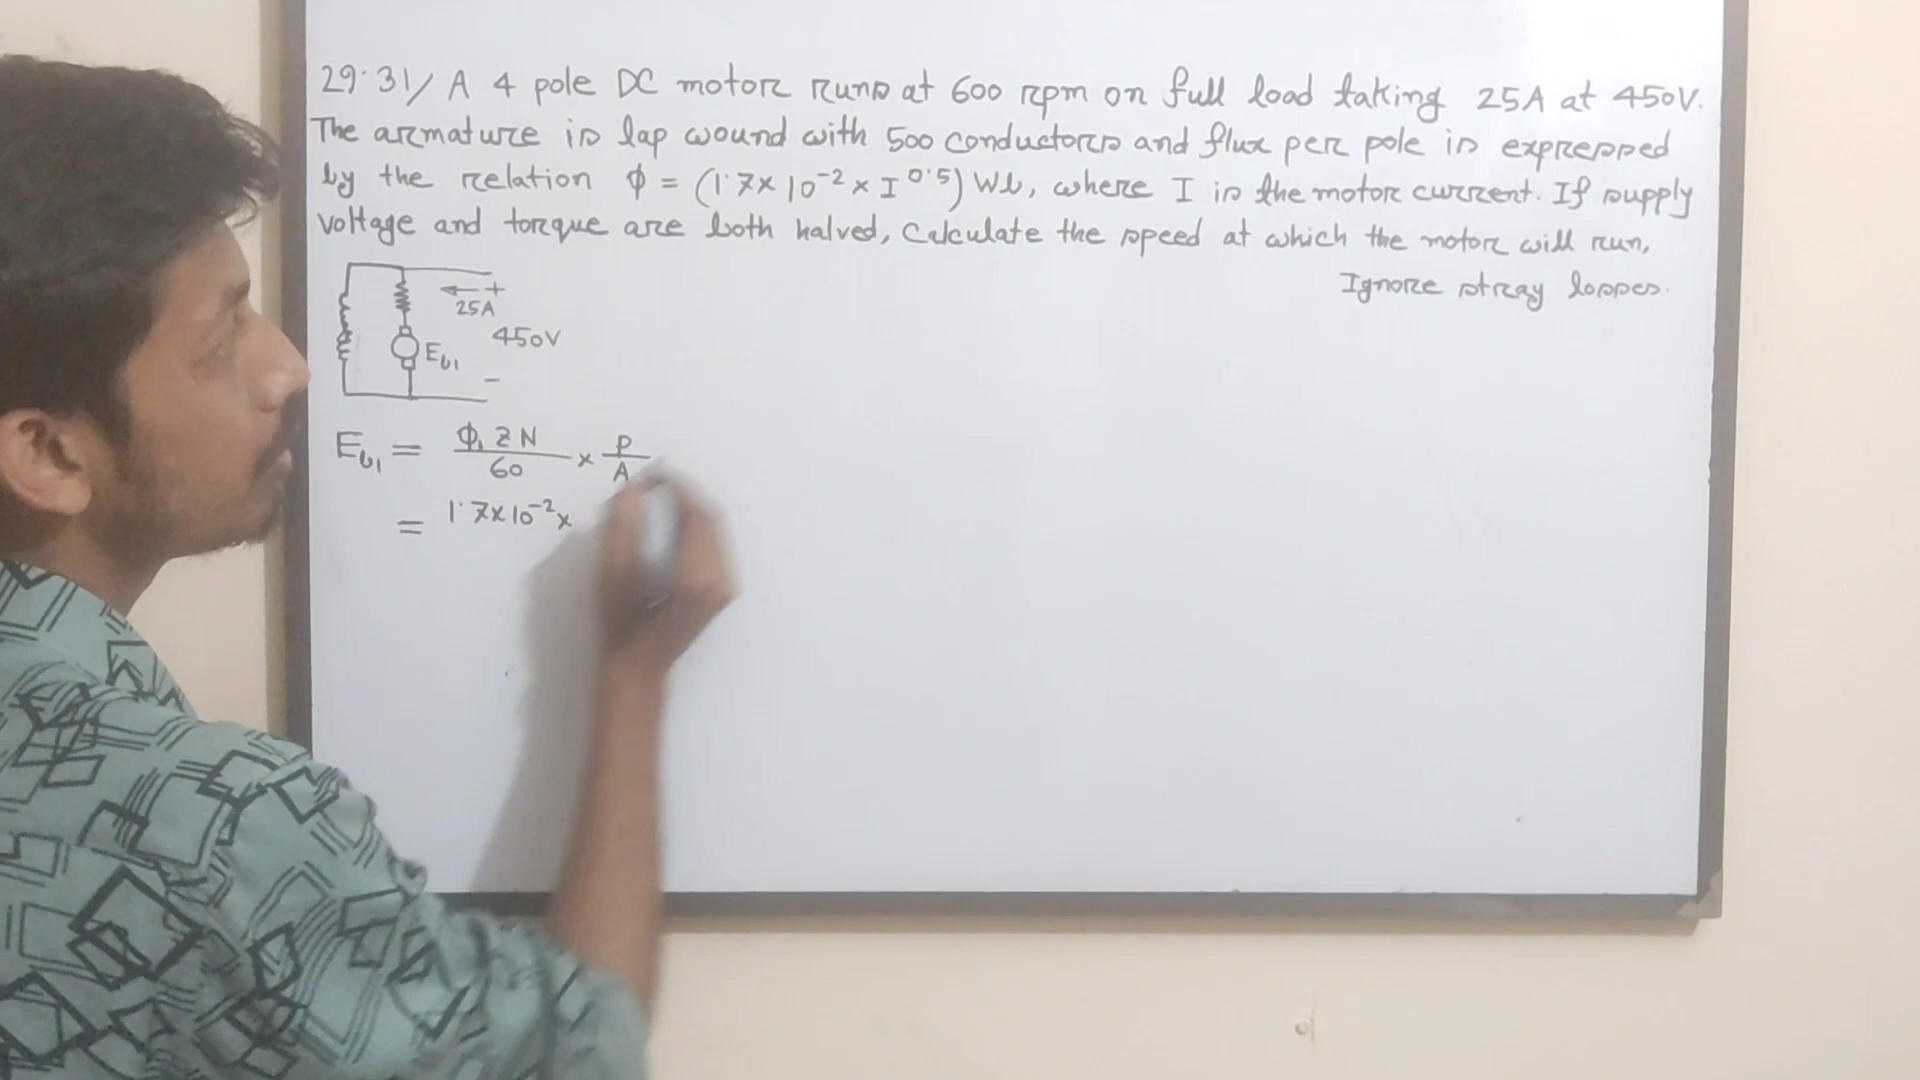 29.31/ A 4 pole DC motor runs at 600 rpm on full load taking 25A at 450V.
The armature is lap wound with 500 conductors and flux per pole is expressed
by the relation φ = (1.7×10⁻² × I^0.5) Wb, where I is the motor current. If supply
voltage and torque are both halved, calculate the speed at which the motor will run,
Ignore stray losses.
25A
+
450V
E_b1
−
E_b1 = φ₁ZN/60 × P/A
= 1.7×10⁻²×